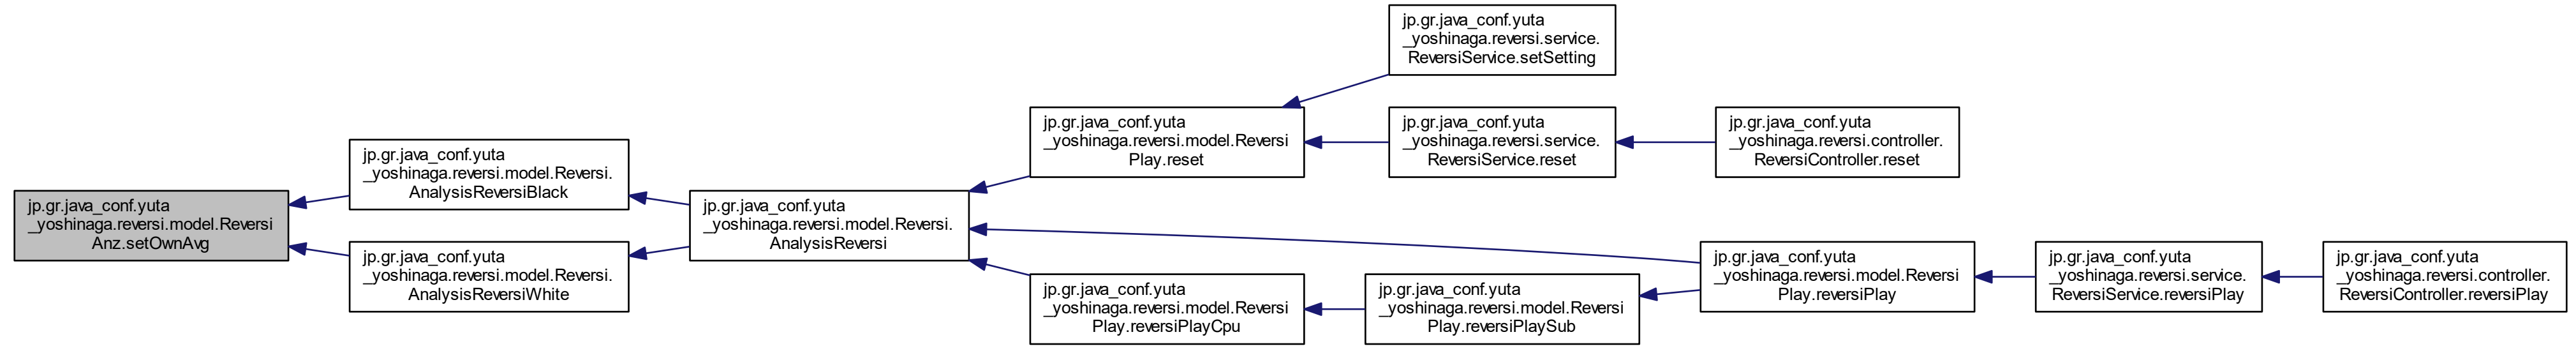 jp.gr.java_conf.yuta
_yoshinaga.reversi.model.Reversi
Anz.setOwnAvg
jp.gr.java_conf.yuta
_yoshinaga.reversi.model.Reversi.
AnalysisReversiBlack
jp.gr.java_conf.yuta
_yoshinaga.reversi.model.Reversi.
AnalysisReversiWhite
jp.gr.java_conf.yuta
_yoshinaga.reversi.model.Reversi.
AnalysisReversi
jp.gr.java_conf.yuta
_yoshinaga.reversi.model.Reversi
Play.reset
jp.gr.java_conf.yuta
_yoshinaga.reversi.service.
ReversiService.setSetting
jp.gr.java_conf.yuta
_yoshinaga.reversi.service.
ReversiService.reset
jp.gr.java_conf.yuta
_yoshinaga.reversi.controller.
ReversiController.reset
jp.gr.java_conf.yuta
_yoshinaga.reversi.model.Reversi
Play.reversiPlayCpu
jp.gr.java_conf.yuta
_yoshinaga.reversi.model.Reversi
Play.reversiPlaySub
jp.gr.java_conf.yuta
_yoshinaga.reversi.model.Reversi
Play.reversiPlay
jp.gr.java_conf.yuta
_yoshinaga.reversi.service.
ReversiService.reversiPlay
jp.gr.java_conf.yuta
_yoshinaga.reversi.controller.
ReversiController.reversiPlay